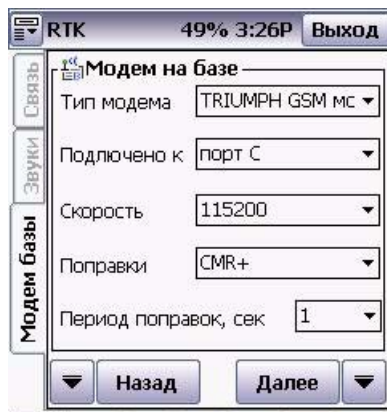 RTK 49% 3:26P Выход
Связь
Звуки
Модем базы
Модем на базе
Тип модема TRIUMPH GSM мс
Подлючено к порт C
Скорость 115200
Поправки CMR+
Период поправок, сек 1
Назад Далее